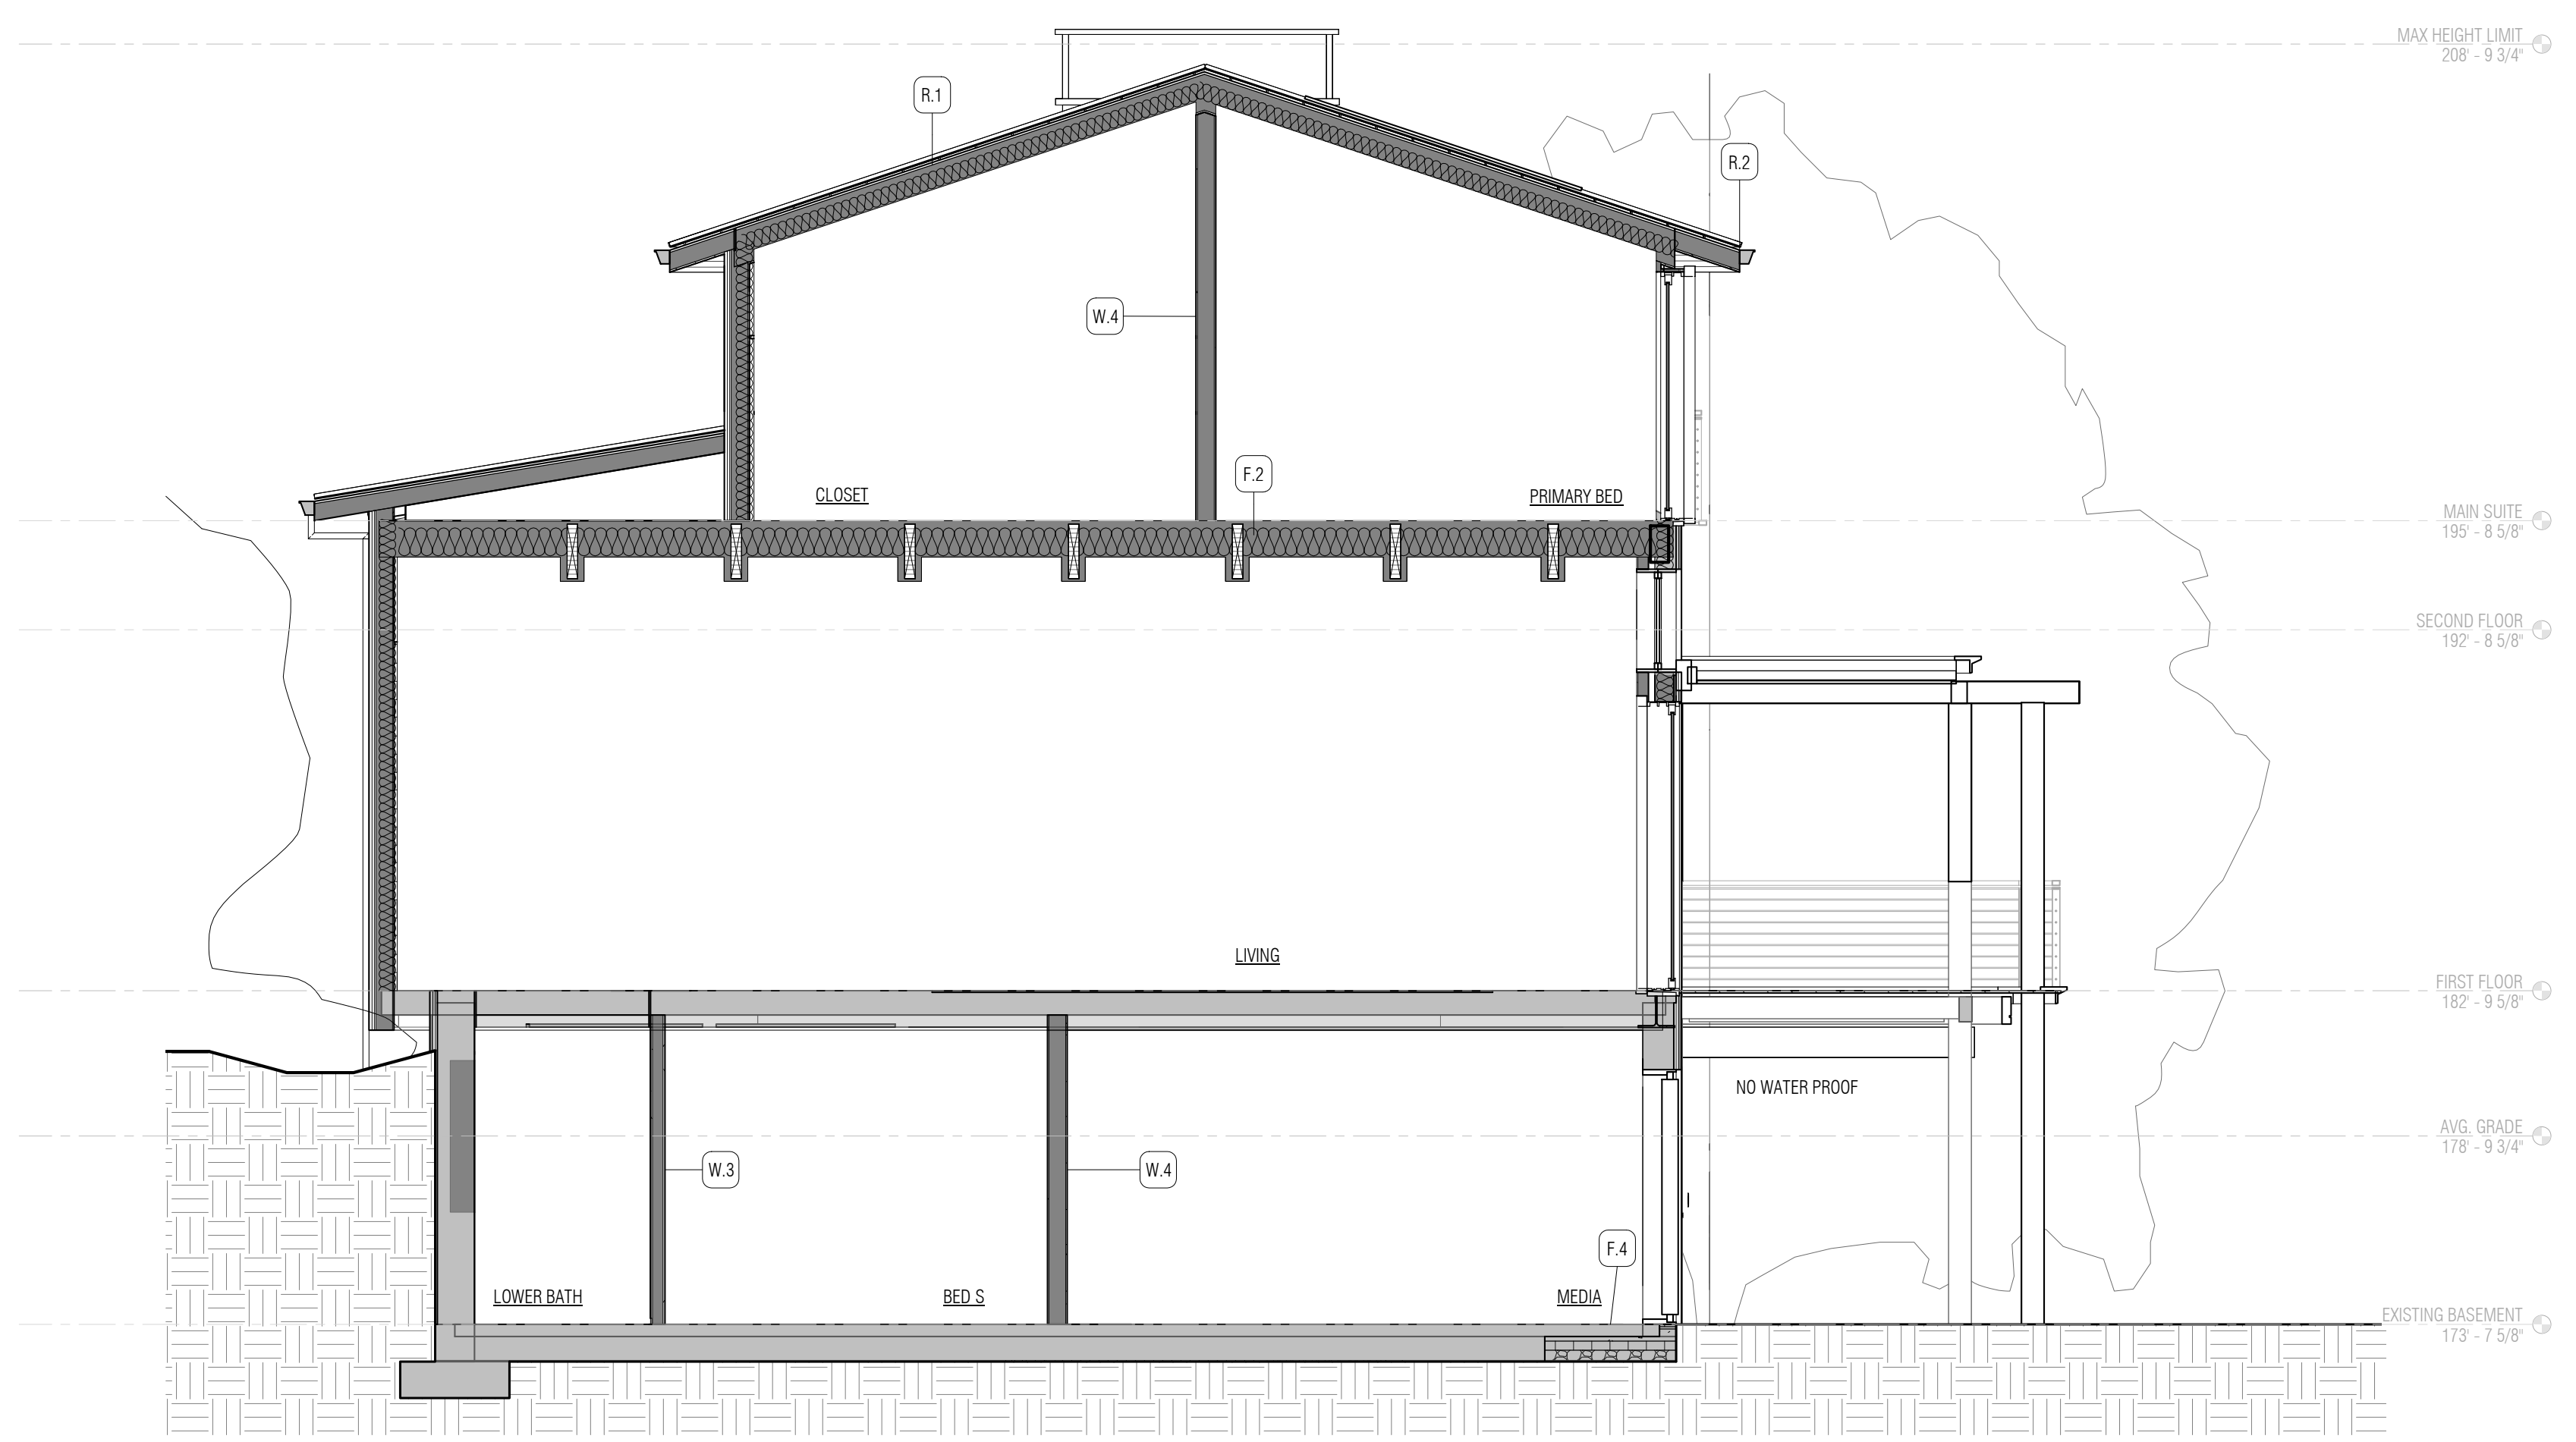 MAX HEIGHT LIMIT
208' - 9 3/4"
R.1
R.2
W.4
F.2
CLOSET
PRIMARY BED
MAIN SUITE
195' - 8 5/8"
SECOND FLOOR
192' - 8 5/8"
LIVING
FIRST FLOOR
182' - 9 5/8"
NO WATER PROOF
AVG. GRADE
178' - 9 3/4"
W.3
W.4
F.4
LOWER BATH
BED S
MEDIA
EXISTING BASEMENT
173' - 7 5/8"